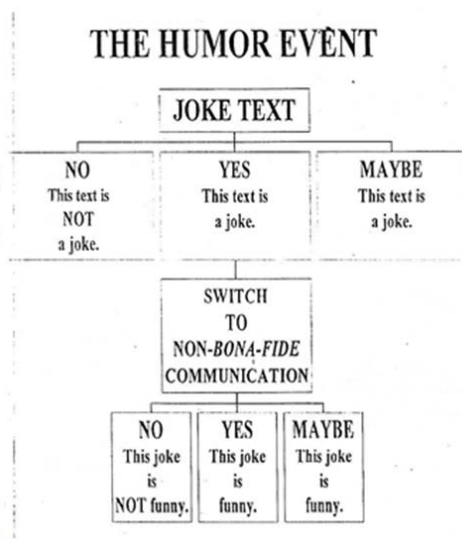 THE HUMOR EVENT
JOKE TEXT
NO
This text is
NOT
a joke.
YES
This text is
a joke.
MAYBE
This text is
a joke.
SWITCH
TO
NON-BONA-FIDE
COMMUNICATION
NO
This joke
is
NOT funny.
YES
This joke
is
funny.
MAYBE
This joke
is
funny.